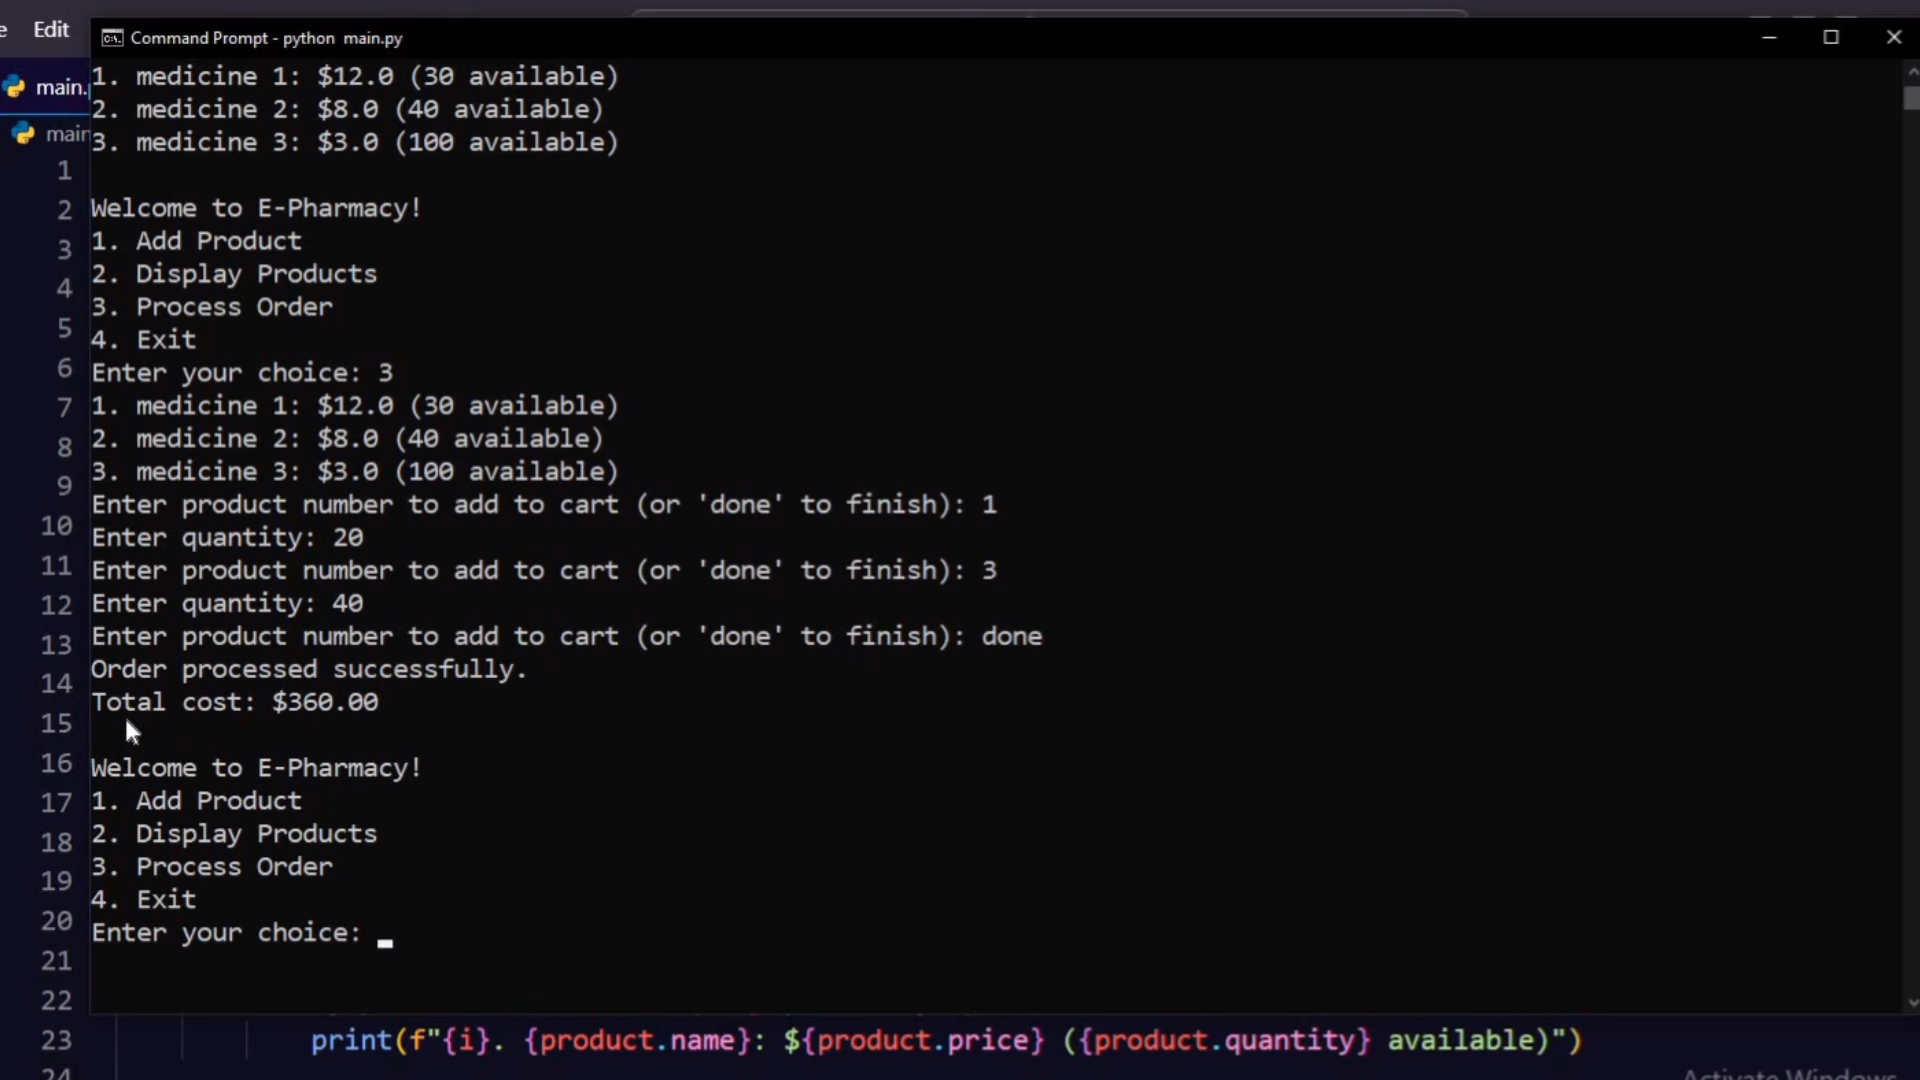 Edit
Command Prompt - python main.py
main.
main
1. medicine 1: $12.0 (30 available)
2. medicine 2: $8.0 (40 available)
3. medicine 3: $3.0 (100 available)
Welcome to E-Pharmacy!
1. Add Product
2. Display Products
3. Process Order
4. Exit
Enter your choice: 3
1. medicine 1: $12.0 (30 available)
2. medicine 2: $8.0 (40 available)
3. medicine 3: $3.0 (100 available)
Enter product number to add to cart (or 'done' to finish): 1
Enter quantity: 20
Enter product number to add to cart (or 'done' to finish): 3
Enter quantity: 40
Enter product number to add to cart (or 'done' to finish): done
Order processed successfully.
Total cost: $360.00
Welcome to E-Pharmacy!
1. Add Product
2. Display Products
3. Process Order
4. Exit
Enter your choice:
1
2
3
4
5
6
7
8
9
10
11
12
13
14
15
16
17
18
19
20
21
22
23 print(f"{i}. {product.name}: ${product.price} ({product.quantity} available)")
24
Activate Windows